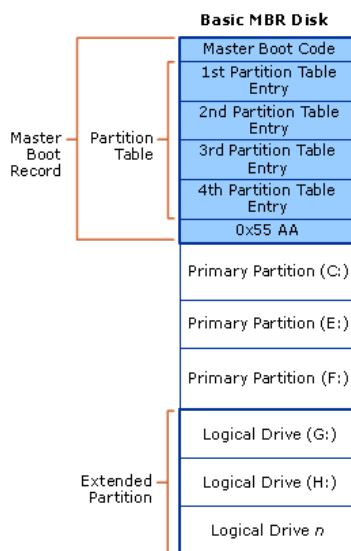 Basic MBR Disk
Master Boot Code
1st Partition Table
Entry
2nd Partition Table
Entry
3rd Partition Table
Entry
4th Partition Table
Entry
0x55 AA
Master
Boot
Record
Partition
Table
Primary Partition (C:)
Primary Partition (E:)
Primary Partition (F:)
Logical Drive (G:)
Logical Drive (H:)
Logical Drive n
Extended
Partition